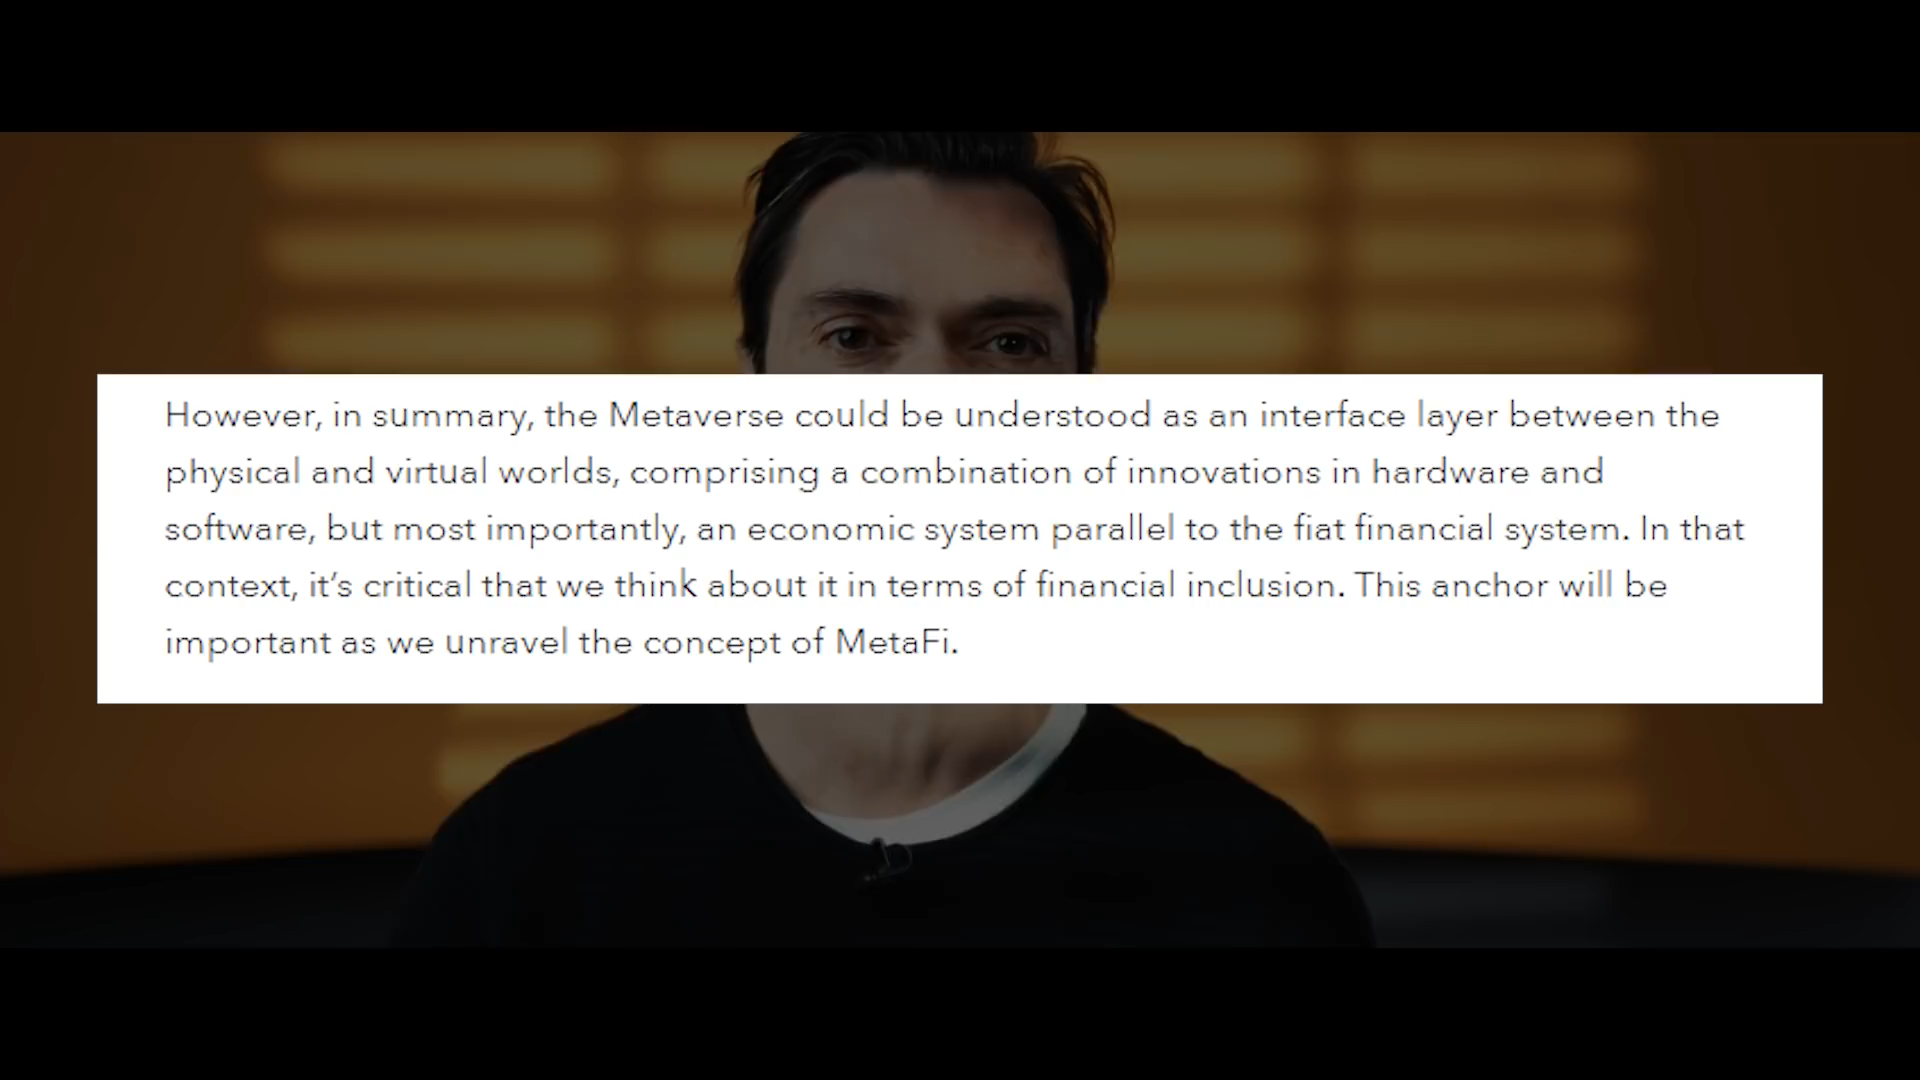 However, in summary, the Metaverse could be understood as an interface layer between the
physical and virtual worlds, comprising a combination of innovations in hardware and
software, but most importantly, an economic system parallel to the fiat financial system. In that
context, it’s critical that we think about it in terms of financial inclusion. This anchor will be
important as we unravel the concept of MetaFi.